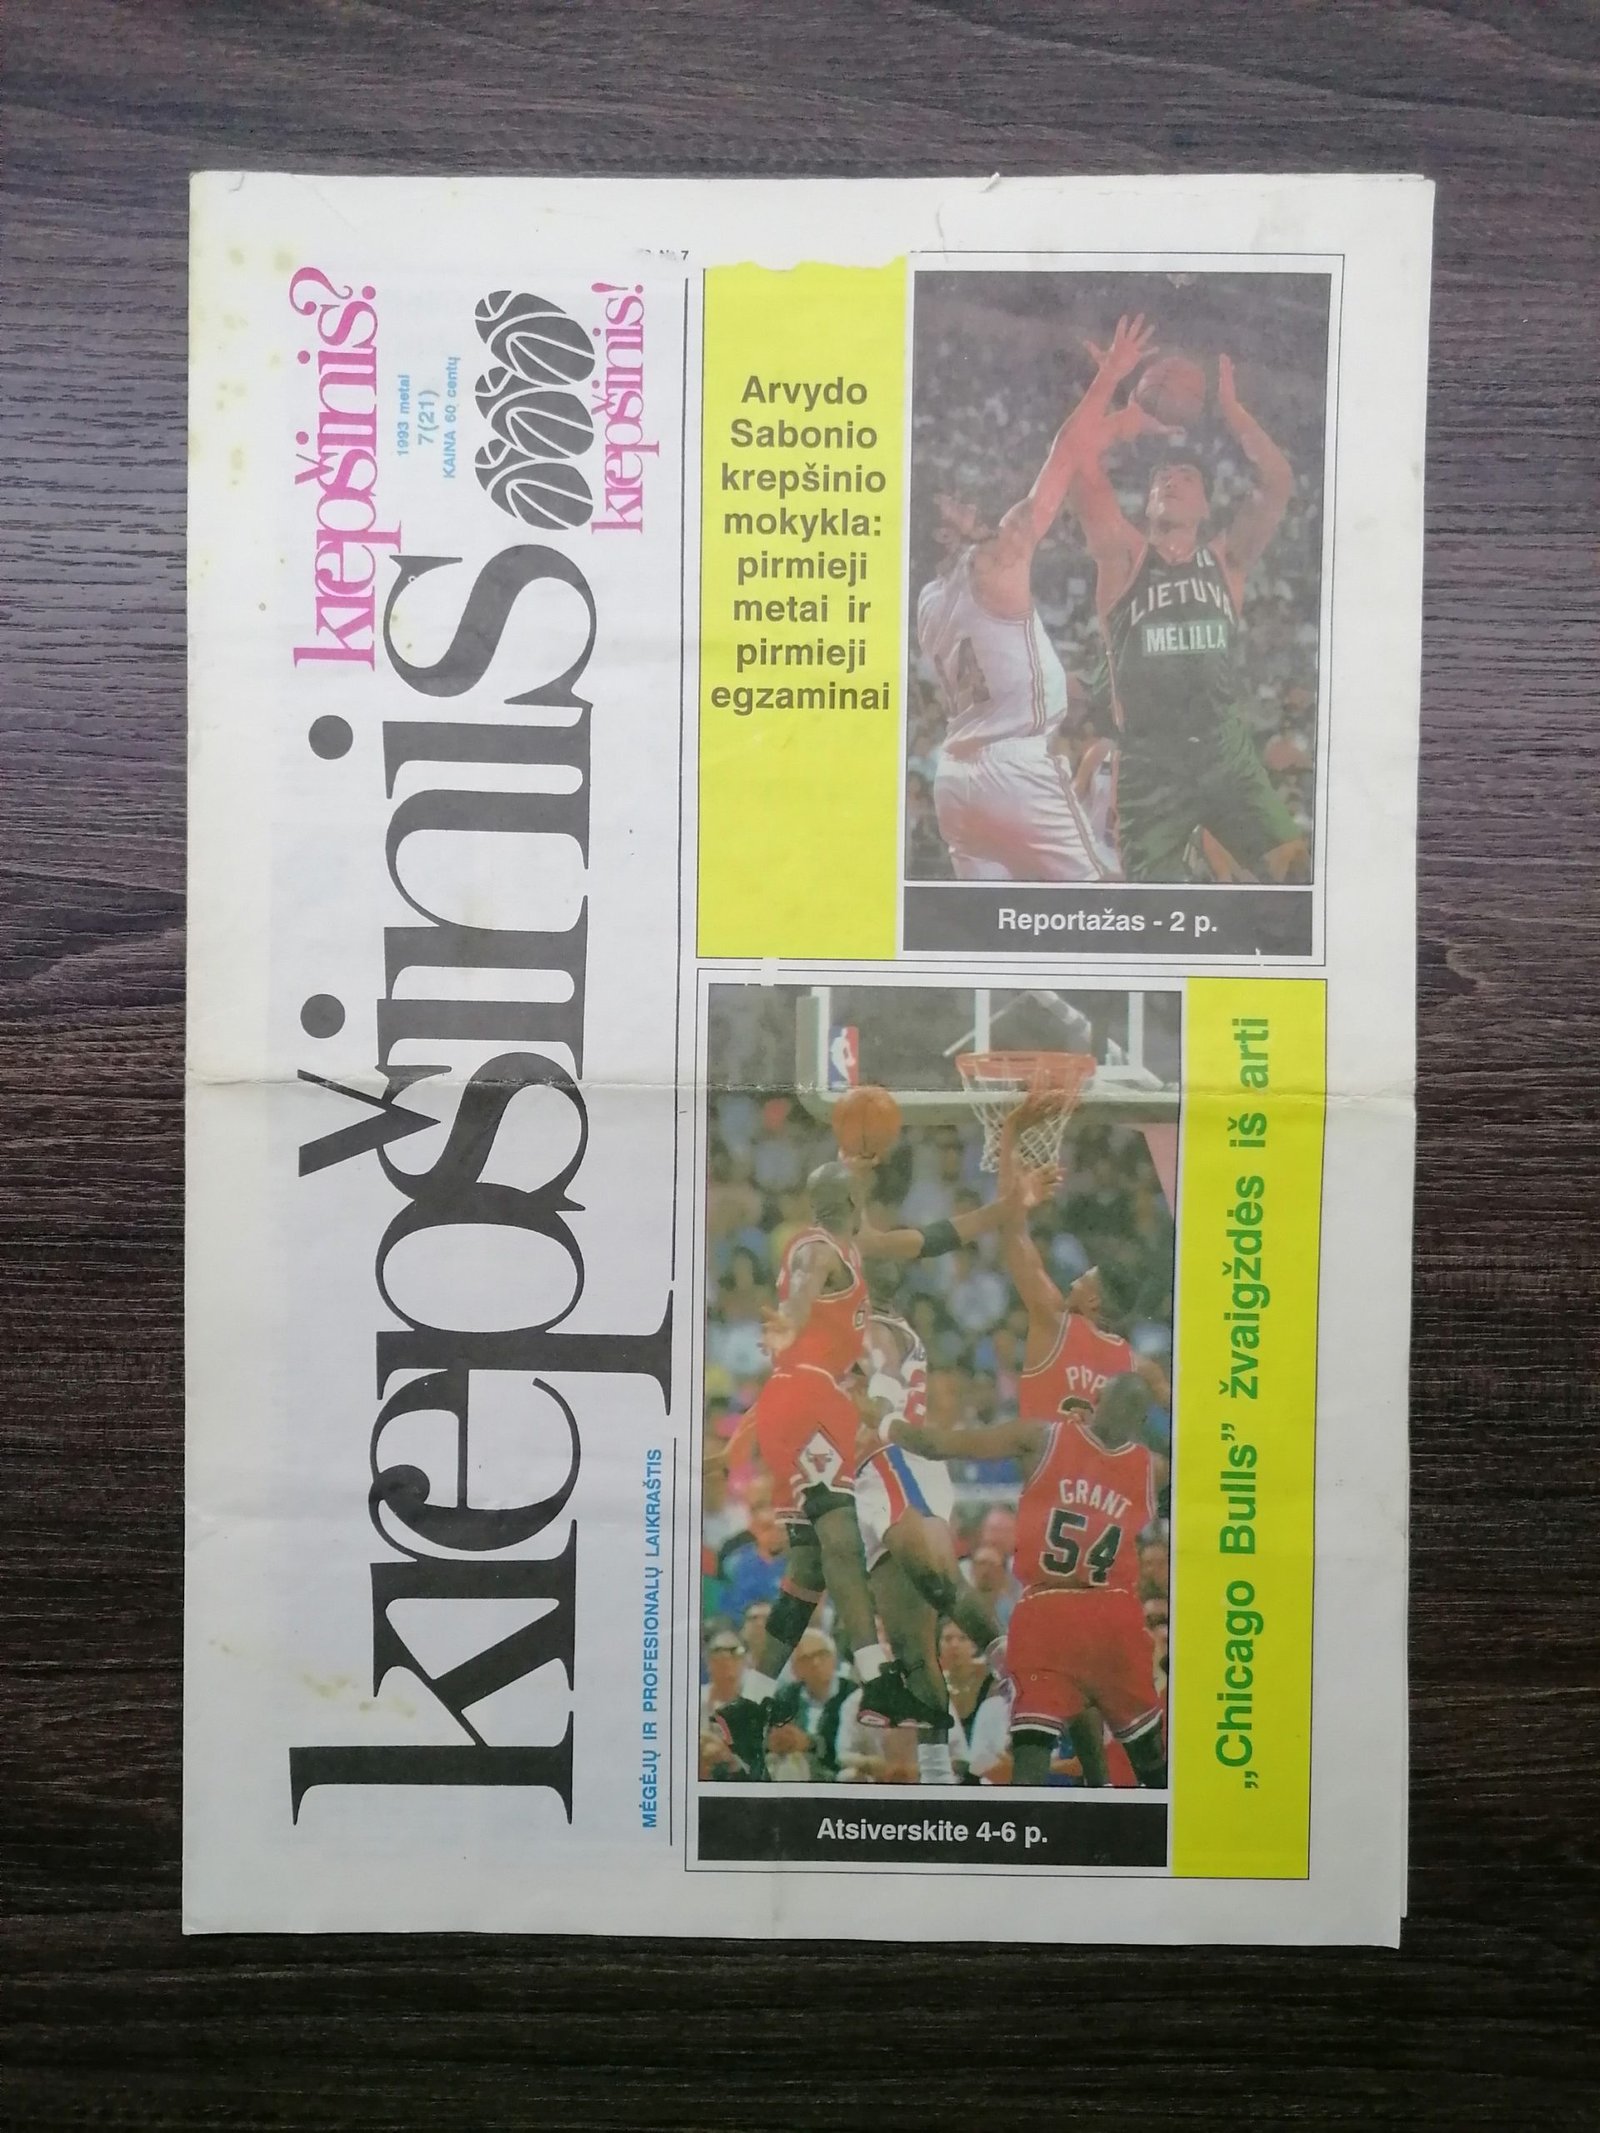 krepšinis?
1993 metai
7(21)
KAINA 60 centų
krepšinis
krepšinis!
MĖGĖJŲ IR PROFESIONALŲ LAIKRAŠTIS
7
Arvydo
Sabonio
krepšinio
mokykla:
pirmieji
metai ir
pirmieji
egzaminai
LIETUVA
MELILLA
Reportažas - 2 p.
GRANT
54
Atsiverskite 4-6 p.
„Chicago Bulls” žvaigždės iš arti